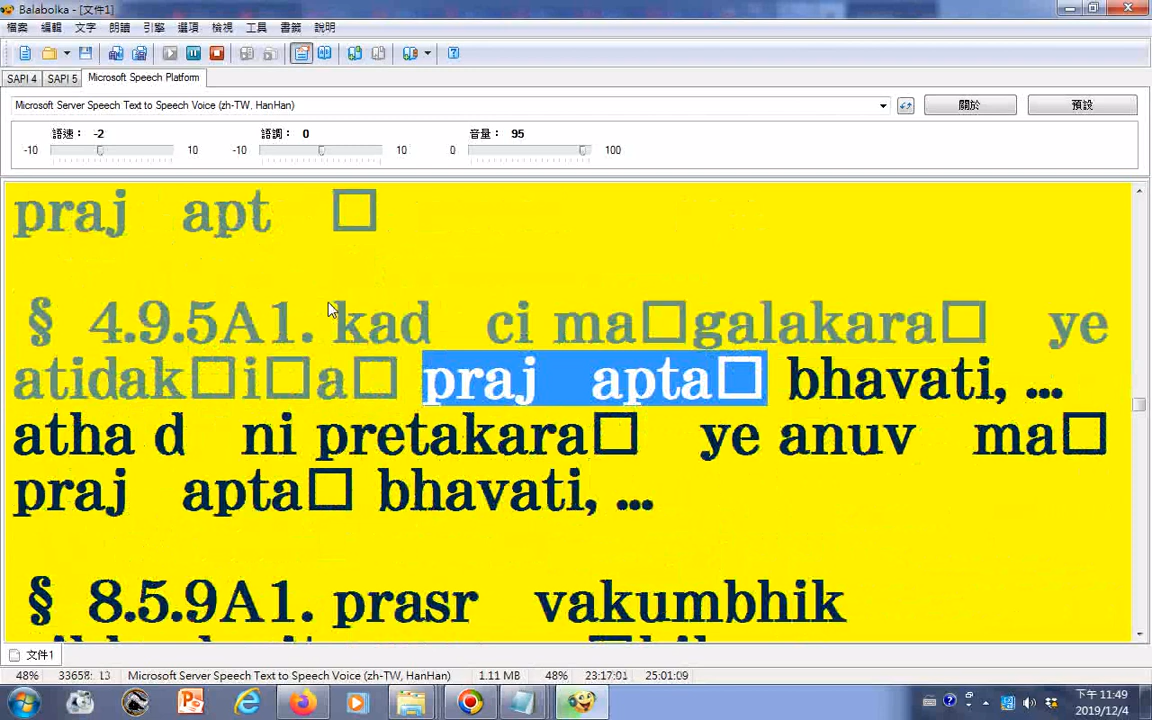 Balabolka - [文件1]
檔案 編輯 文字 朗讀 引擎 選項 檢視 工具 書籤 說明
SAPI 4 SAPI 5 Microsoft Speech Platform
Microsoft Server Speech Text to Speech Voice (zh-TW, HanHan) 關於 預設
語速： -2 語調： 0 音量： 95
-10 10 -10 10 0 100
praj apt □
§ 4.9.5A1. kad ci ma□galakara□ ye
atidak□i□a□ praj apta□ bhavati, ...
atha d ni pretakara□ ye anuv ma□
praj apta□ bhavati, ...
§ 8.5.9A1. prasr vakumbhik
文件1
48% 33658: 13 Microsoft Server Speech Text to Speech Voice (zh-TW, HanHan) 1.11 MB 48% 23:17:01 25:01:09
下午 11:49
2019/12/4